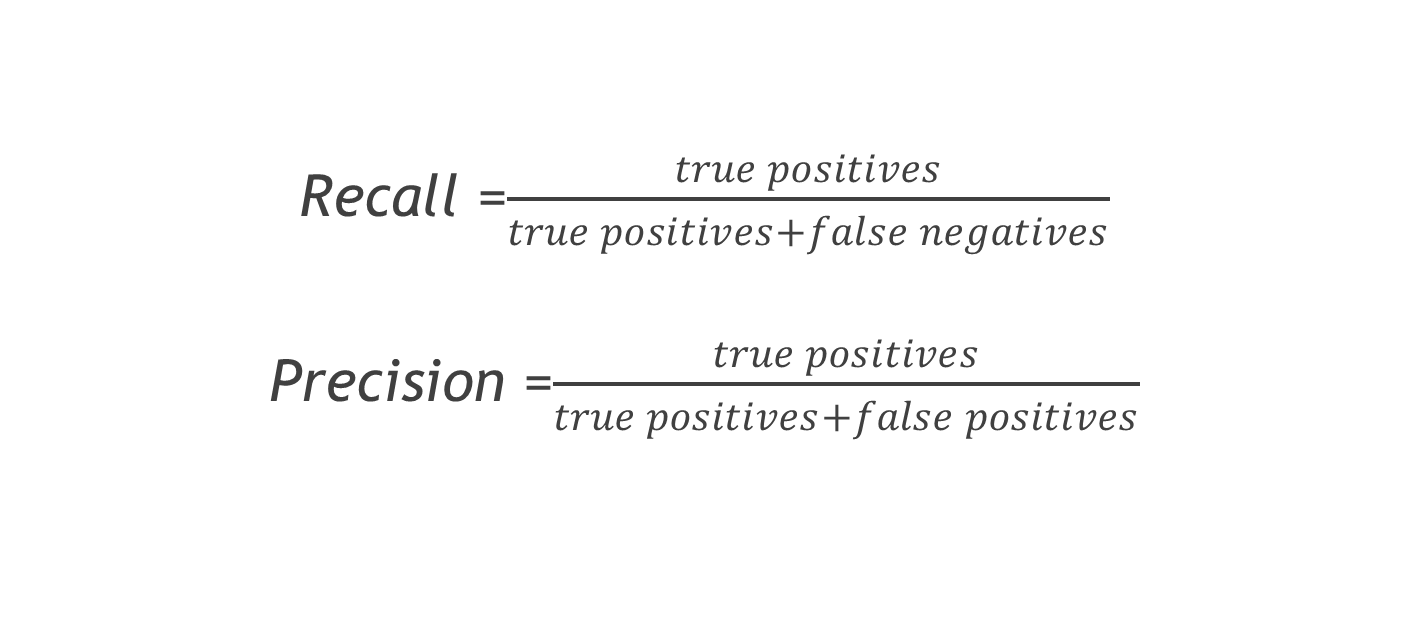 Recall = true positives
true positives+false negatives
Precision = true positives
true positives+false positives